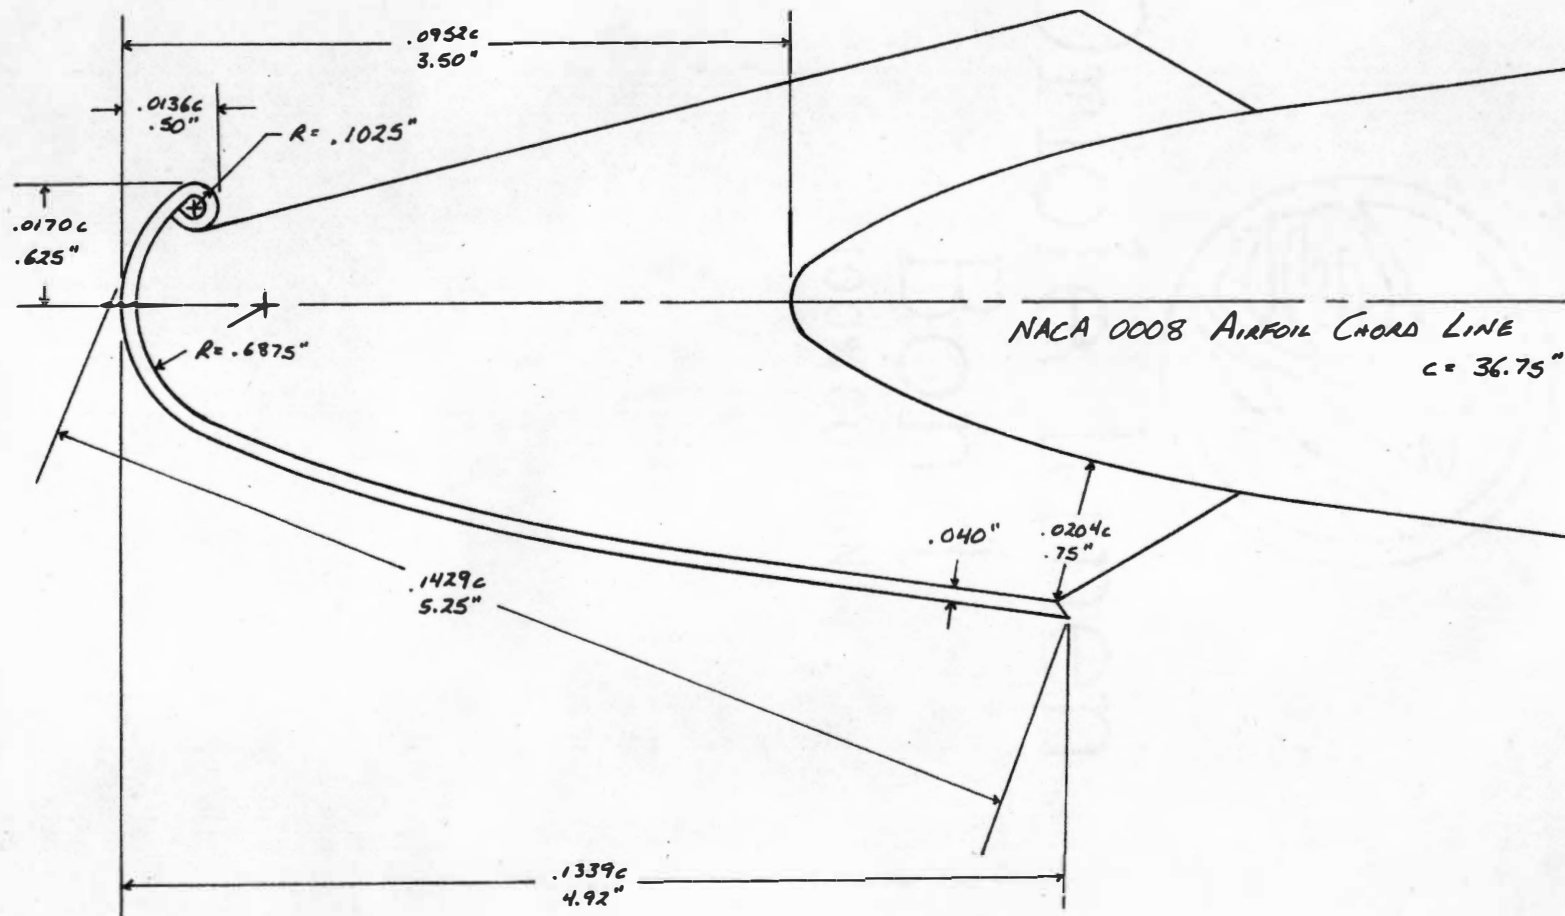 .0952c
3.50"
.0136c
.50"
R= .1025"
.0170c
.625"
NACA 0008 AIRFOIL CHORD LINE
c= 36.75"
R= .6875"
.040"
.0204c
.75"
.1429c
5.25"
.1339c
4.92"